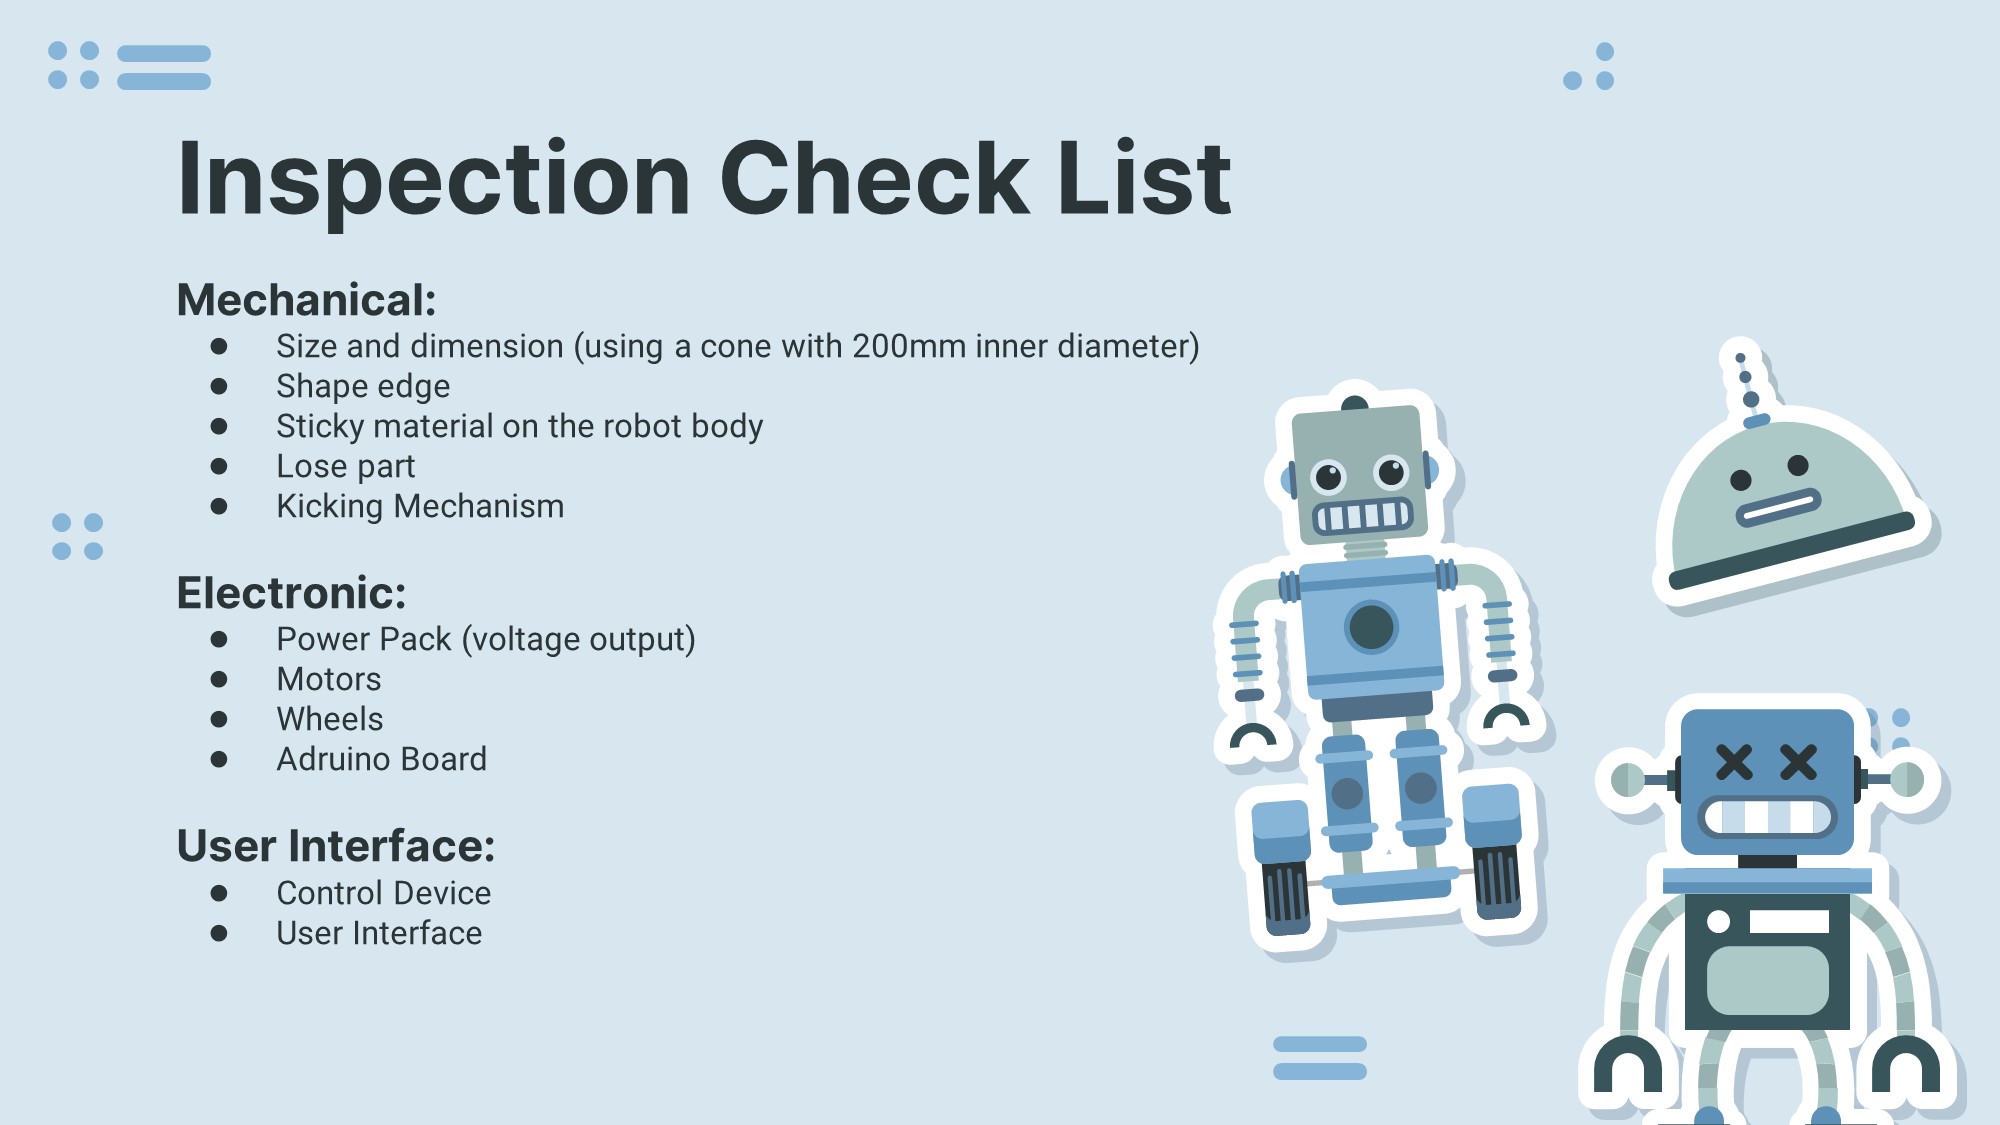 Inspection Check List
Mechanical:
● Size and dimension (using a cone with 200mm inner diameter)
● Shape edge
● Sticky material on the robot body
● Lose part
● Kicking Mechanism
Electronic:
● Power Pack (voltage output)
● Motors
● Wheels
● Adruino Board
User Interface:
● Control Device
● User Interface